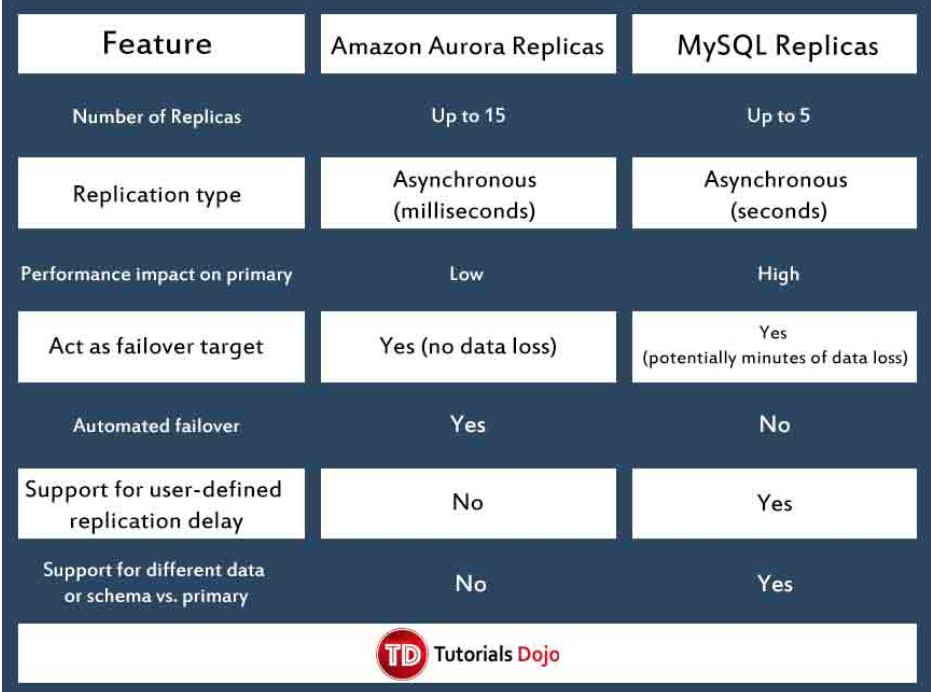 Feature Amazon Aurora Replicas MySQL Replicas
Number of Replicas Up to 15 Up to 5
Replication type Asynchronous (milliseconds) Asynchronous (seconds)
Performance impact on primary Low High
Act as failover target Yes (no data loss) Yes (potentially minutes of data loss)
Automated failover Yes No
Support for user-defined replication delay No Yes
Support for different data or schema vs. primary No Yes
TD Tutorials Dojo